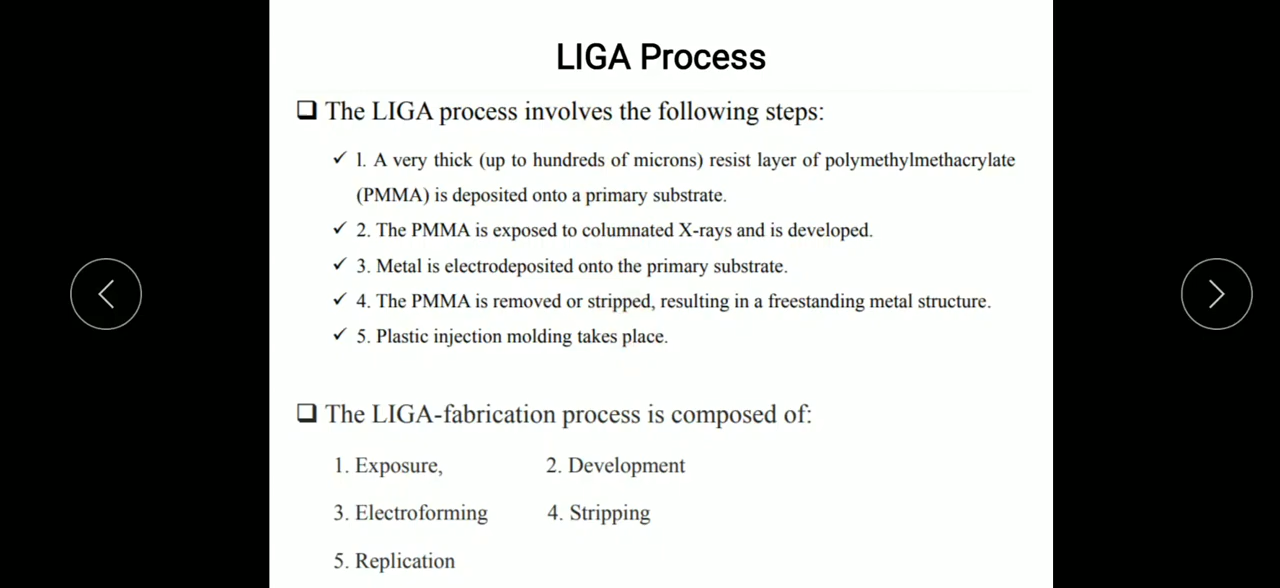 LIGA Process
The LIGA process involves the following steps:
1. A very thick (up to hundreds of microns) resist layer of polymethylmethacrylate
(PMMA) is deposited onto a primary substrate.
2. The PMMA is exposed to columnated X-rays and is developed.
3. Metal is electrodeposited onto the primary substrate.
4. The PMMA is removed or stripped, resulting in a freestanding metal structure.
5. Plastic injection molding takes place.
The LIGA-fabrication process is composed of:
1. Exposure, 2. Development
3. Electroforming 4. Stripping
5. Replication